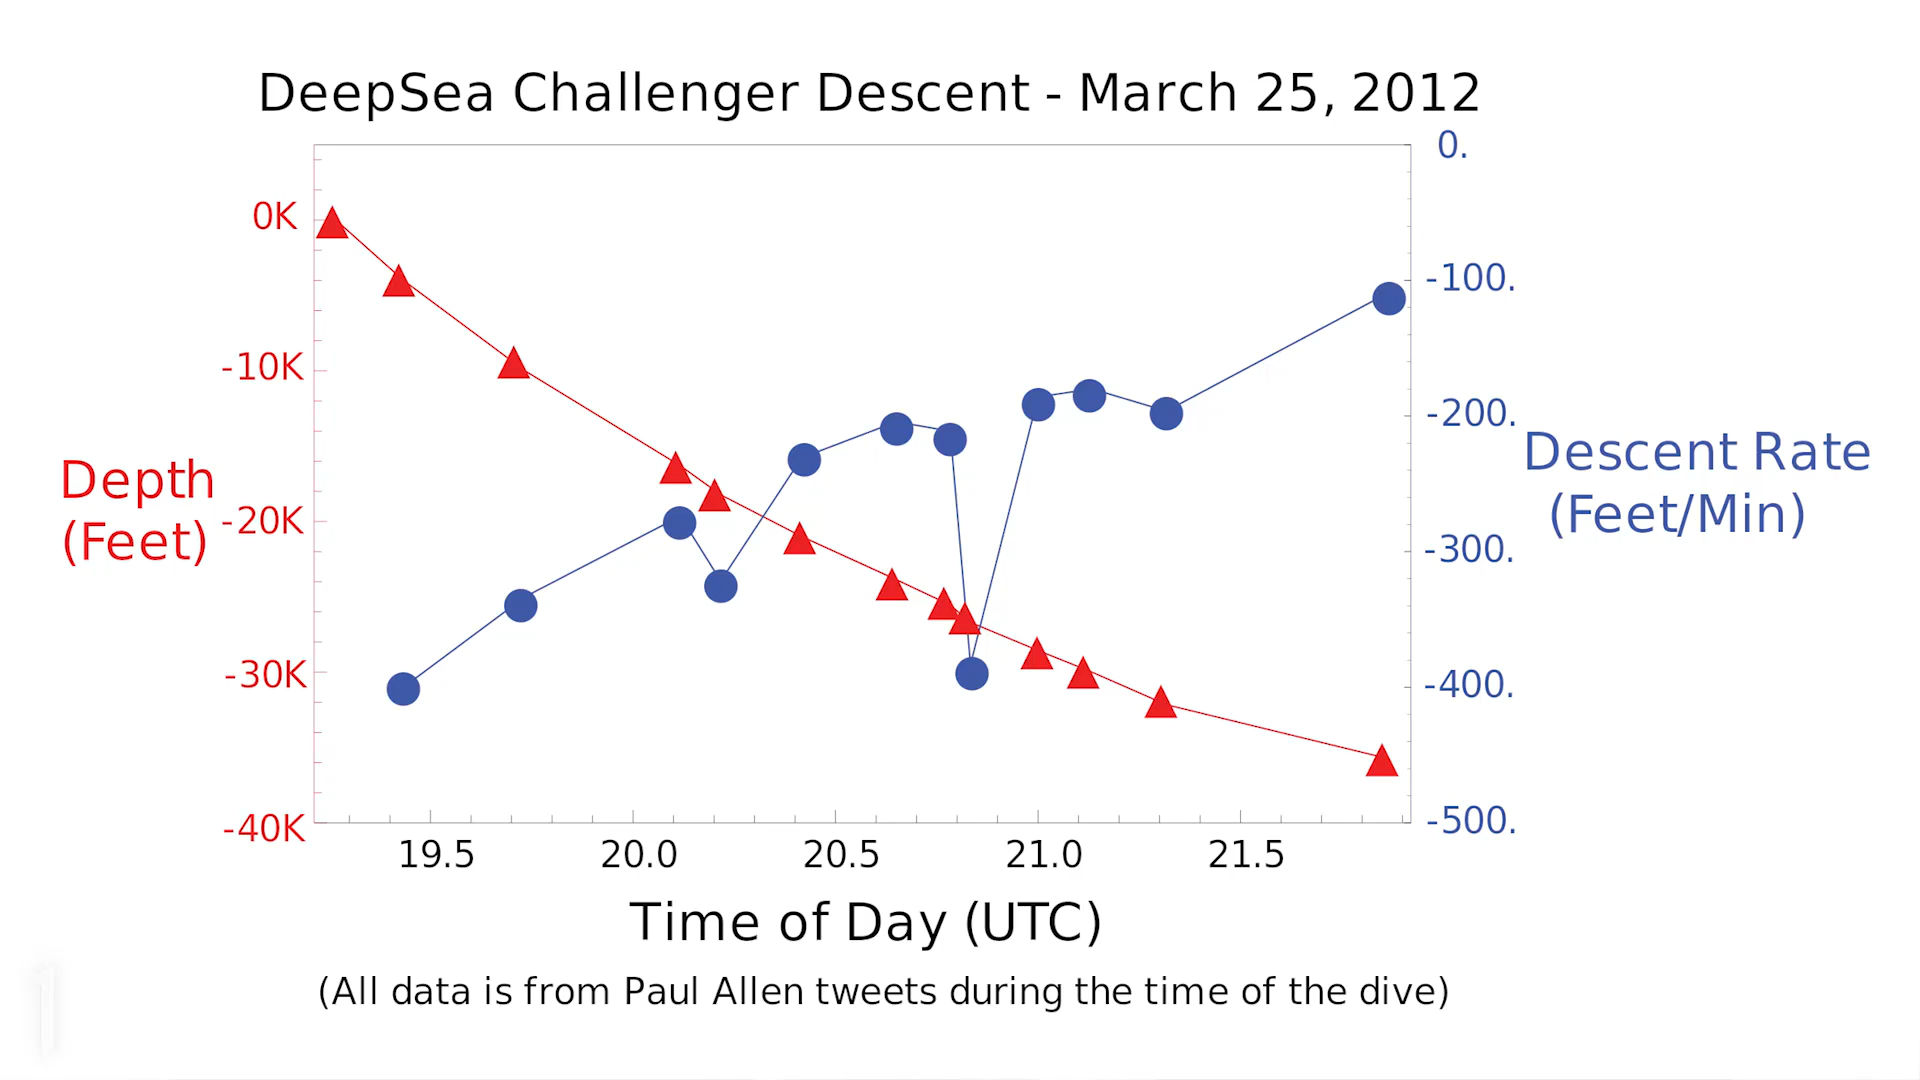 DeepSea Challenger Descent - March 25, 2012
0K
-10K
-20K
-30K
-40K
Depth
(Feet)
0.
-100.
-200.
-300.
-400.
-500.
Descent Rate
(Feet/Min)
19.5 20.0 20.5 21.0 21.5
Time of Day (UTC)
(All data is from Paul Allen tweets during the time of the dive)